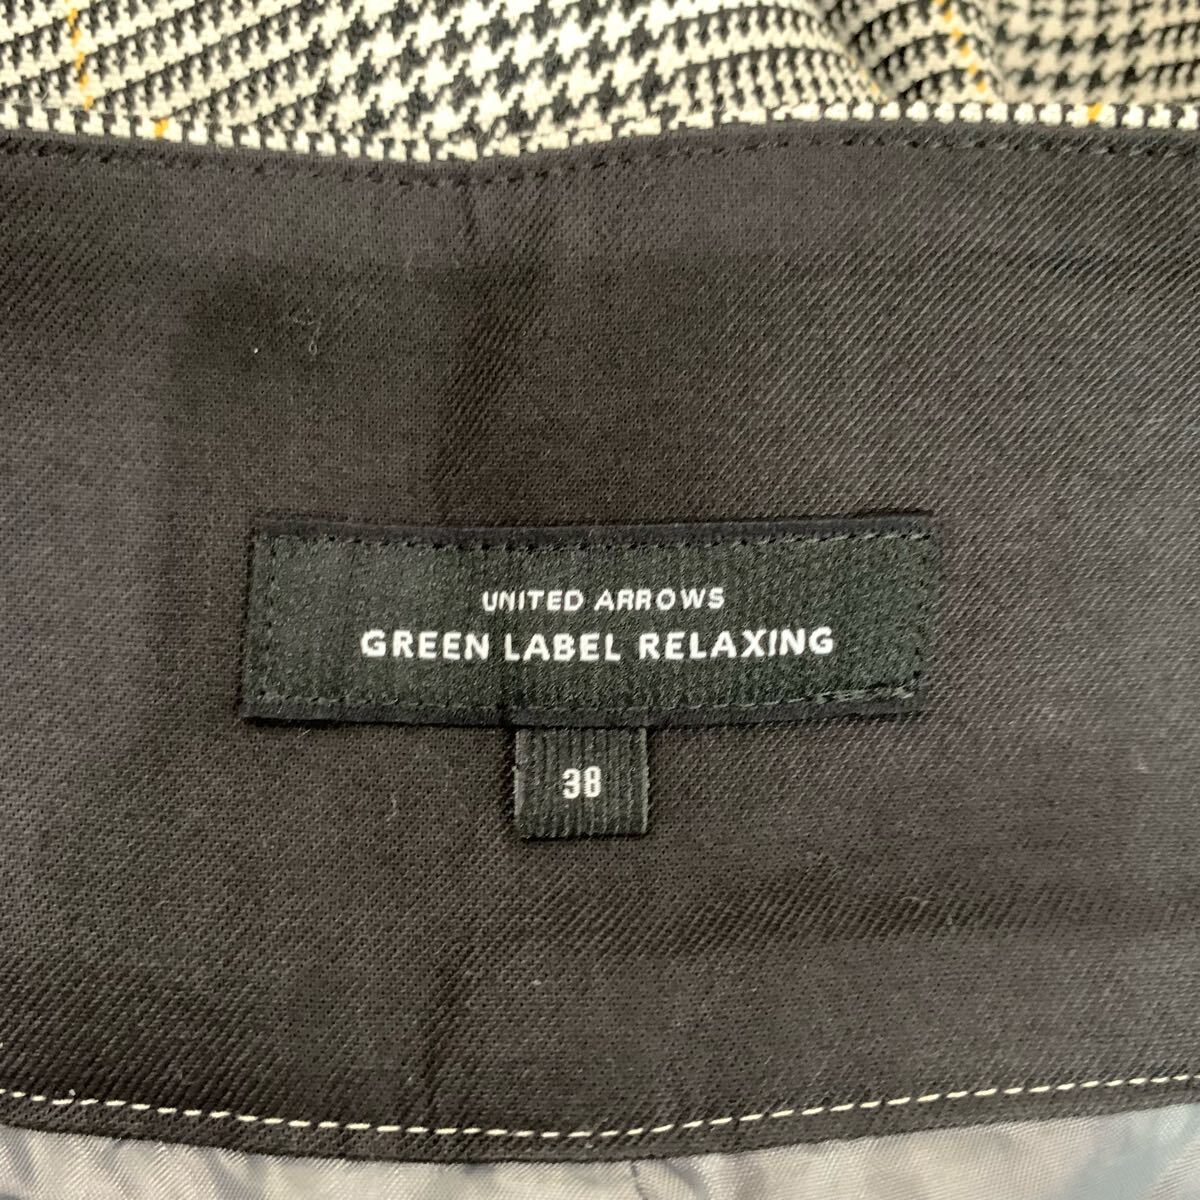 UNITED ARROWS
GREEN LABEL RELAXING
38